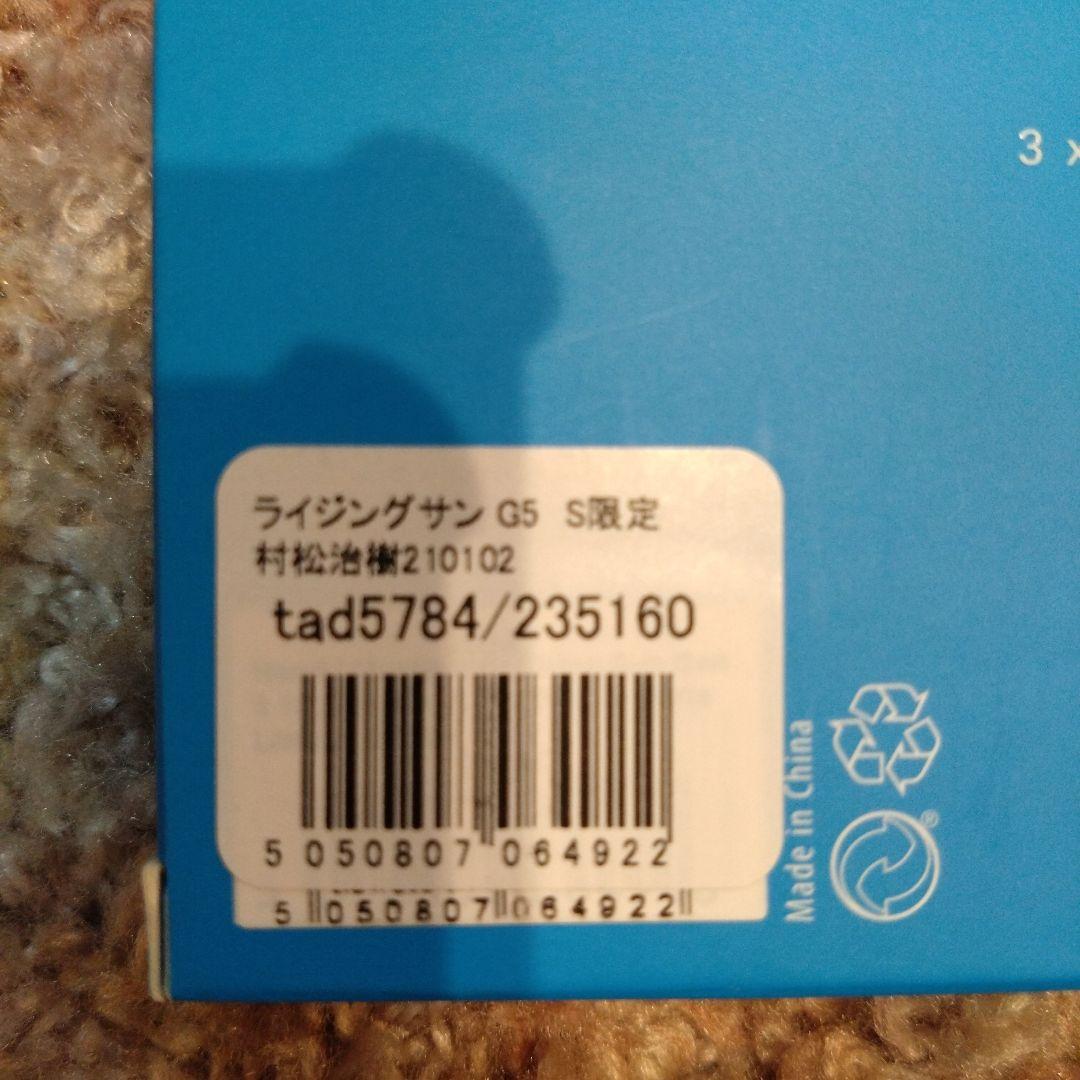 3 x
ライジングサン G5 S限定
村松治樹210102
tad5784/235160
5 050807 064922
5 050807 064922
Made in China
®